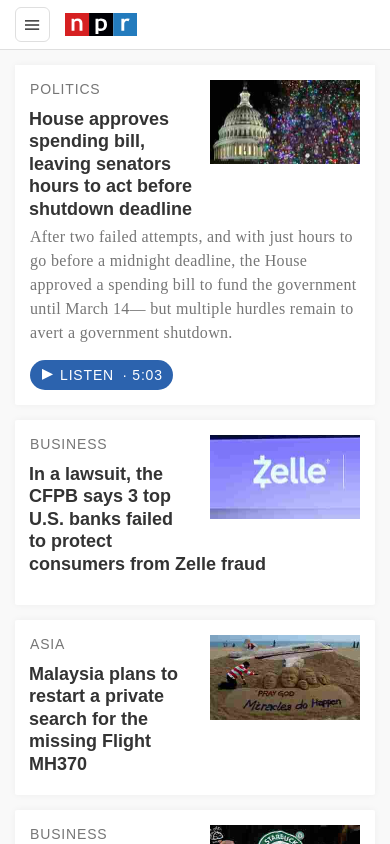 npr
POLITICS
House approves
spending bill,
leaving senators
hours to act before
shutdown deadline
After two failed attempts, and with just hours to
go before a midnight deadline, the House
approved a spending bill to fund the government
until March 14— but multiple hurdles remain to
avert a government shutdown.
LISTEN · 5:03
BUSINESS
In a lawsuit, the
CFPB says 3 top
U.S. banks failed
to protect
consumers from Zelle fraud
Zelle
ASIA
Malaysia plans to
restart a private
search for the
missing Flight
MH370
PRAY GOD
Miracles do Happen
BUSINESS
STARBUCK